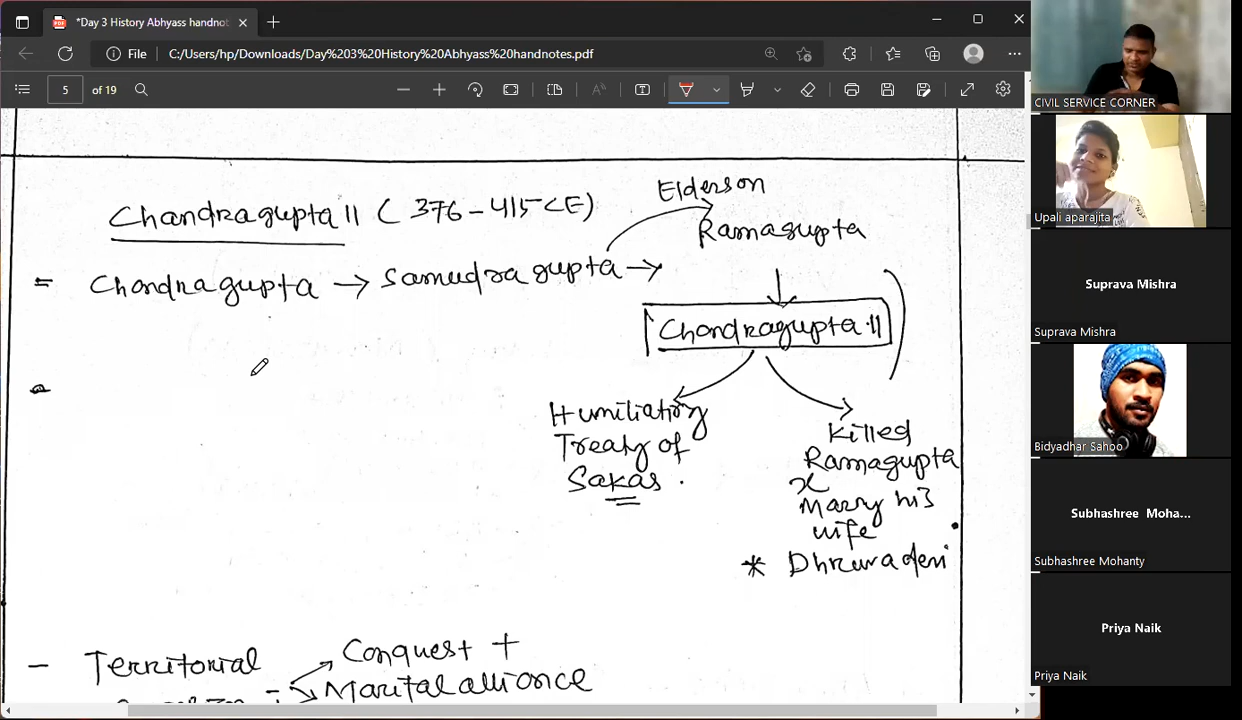 *Day 3 History Abhyass handnot
File
C:/Users/hp/Downloads/Day%203%20History%20Abhyass%20handnotes.pdf
5 of 19
Chandragupta II (376-415CE)
Elderson
Ramagupta
Chandragupta → Samudragupta →
Chandragupta.II
Humiliating
Treaty of
Sakas.
Killed
Ramagupta
Marry his
wife
* Dhruvadevi
- Territorial
Conquest +
Marital alliance
CIVIL SERVICE CORNER
Upali aparajita
Suprava Mishra
Suprava Mishra
Bidyadhar Sahoo
Subhashree Moha...
Subhashree Mohanty
Priya Naik
Priya Naik